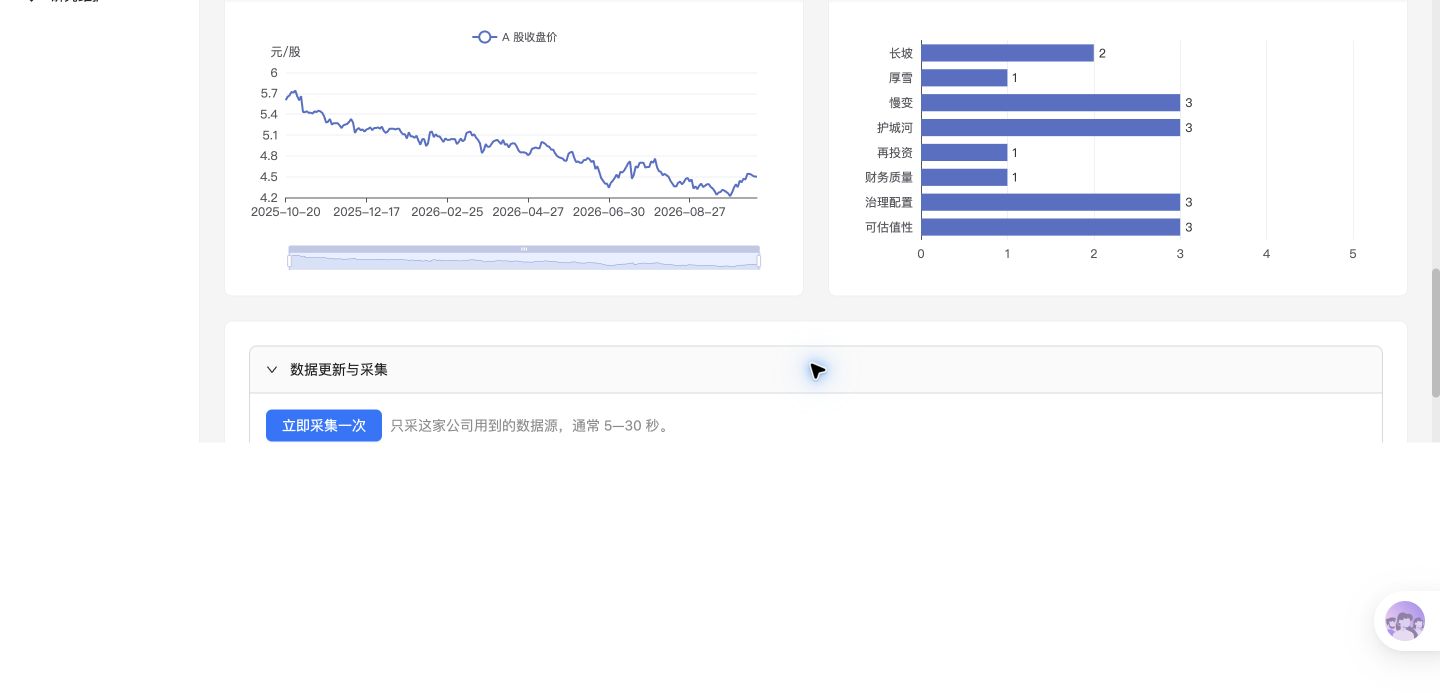 A 股收盘价
元/股
6
5.7
5.4
5.1
4.8
4.5
4.2
2025-10-20 2025-12-17 2026-02-25 2026-04-27 2026-06-30 2026-08-27
长坡 2
厚雪 1
慢变 3
护城河 3
再投资 1
财务质量 1
治理配置 3
可估值性 3
0 1 2 3 4 5
数据更新与采集
立即采集一次 只采这家公司用到的数据源，通常 5—30 秒。